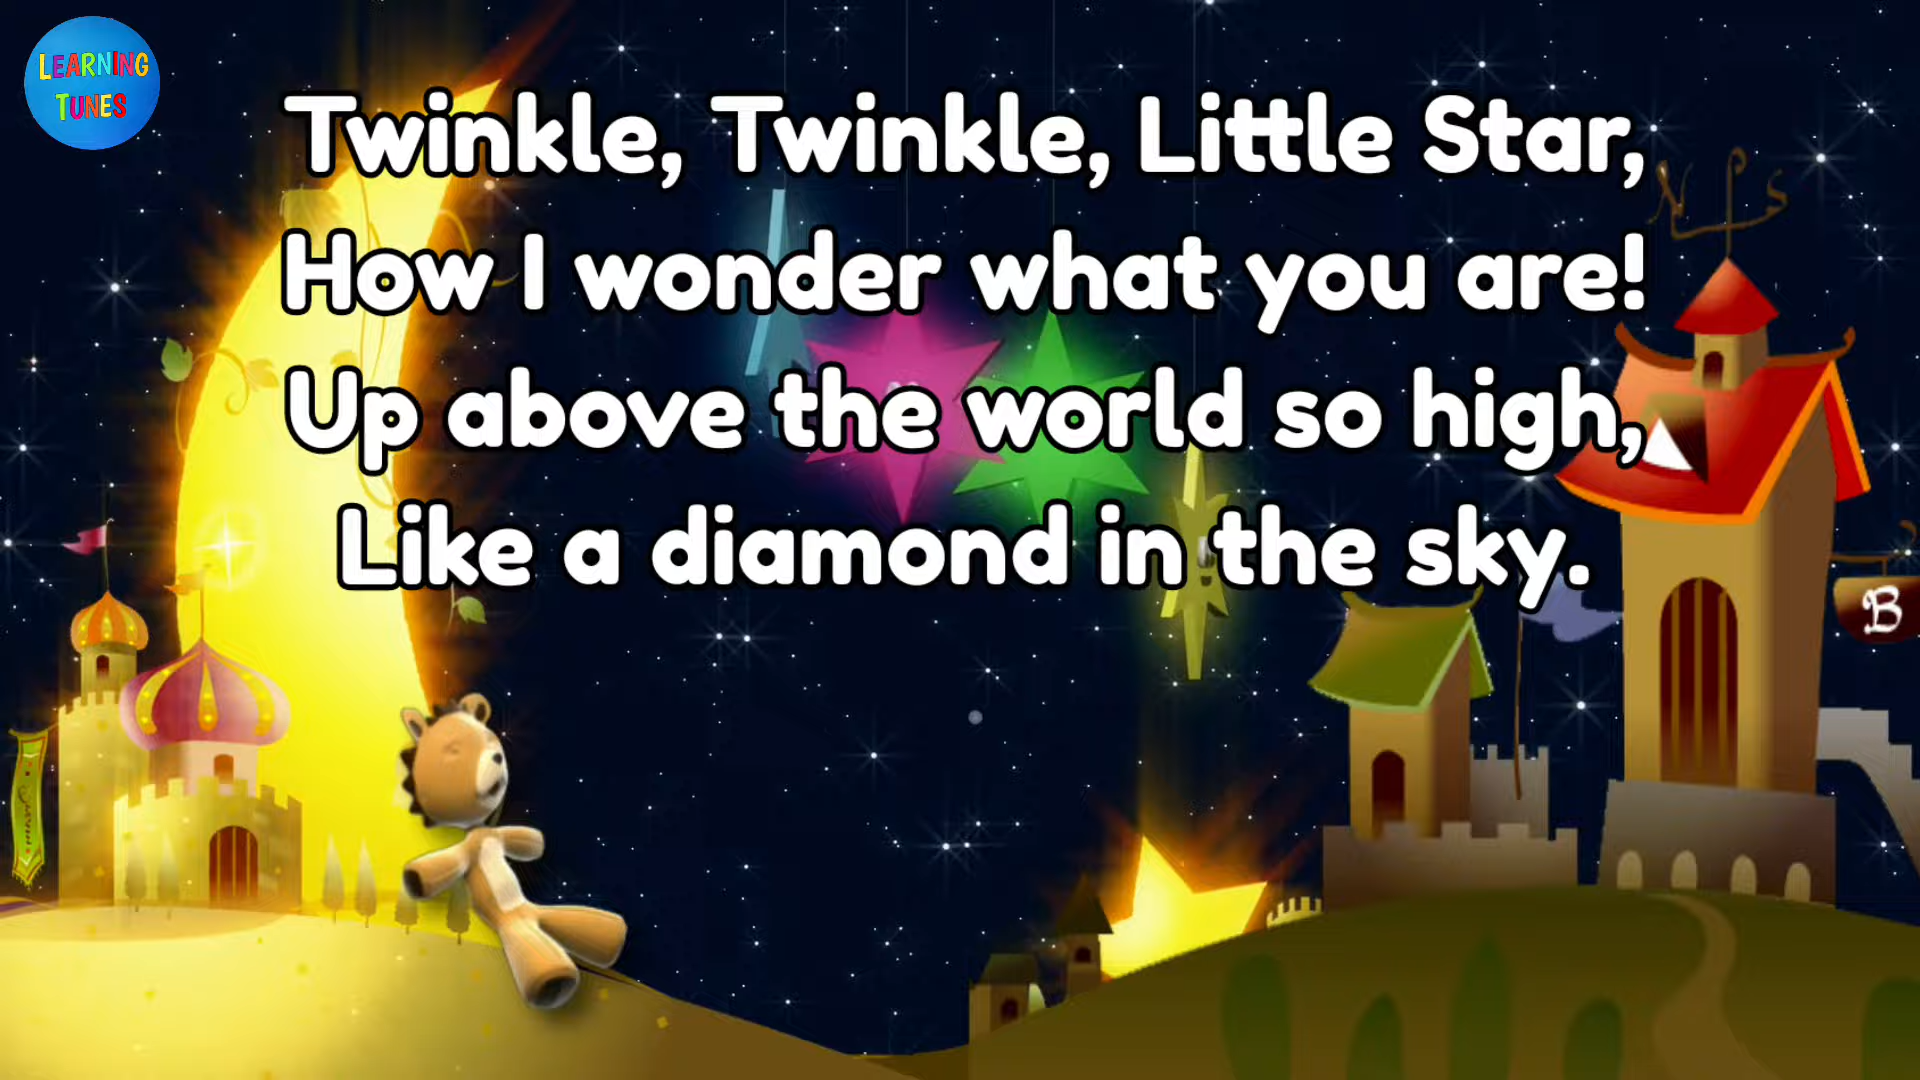 LEARNING
TUNES
Twinkle, Twinkle, Little Star,
How I wonder what you are!
Up above the world so high,
Like a diamond in the sky.
N S
B